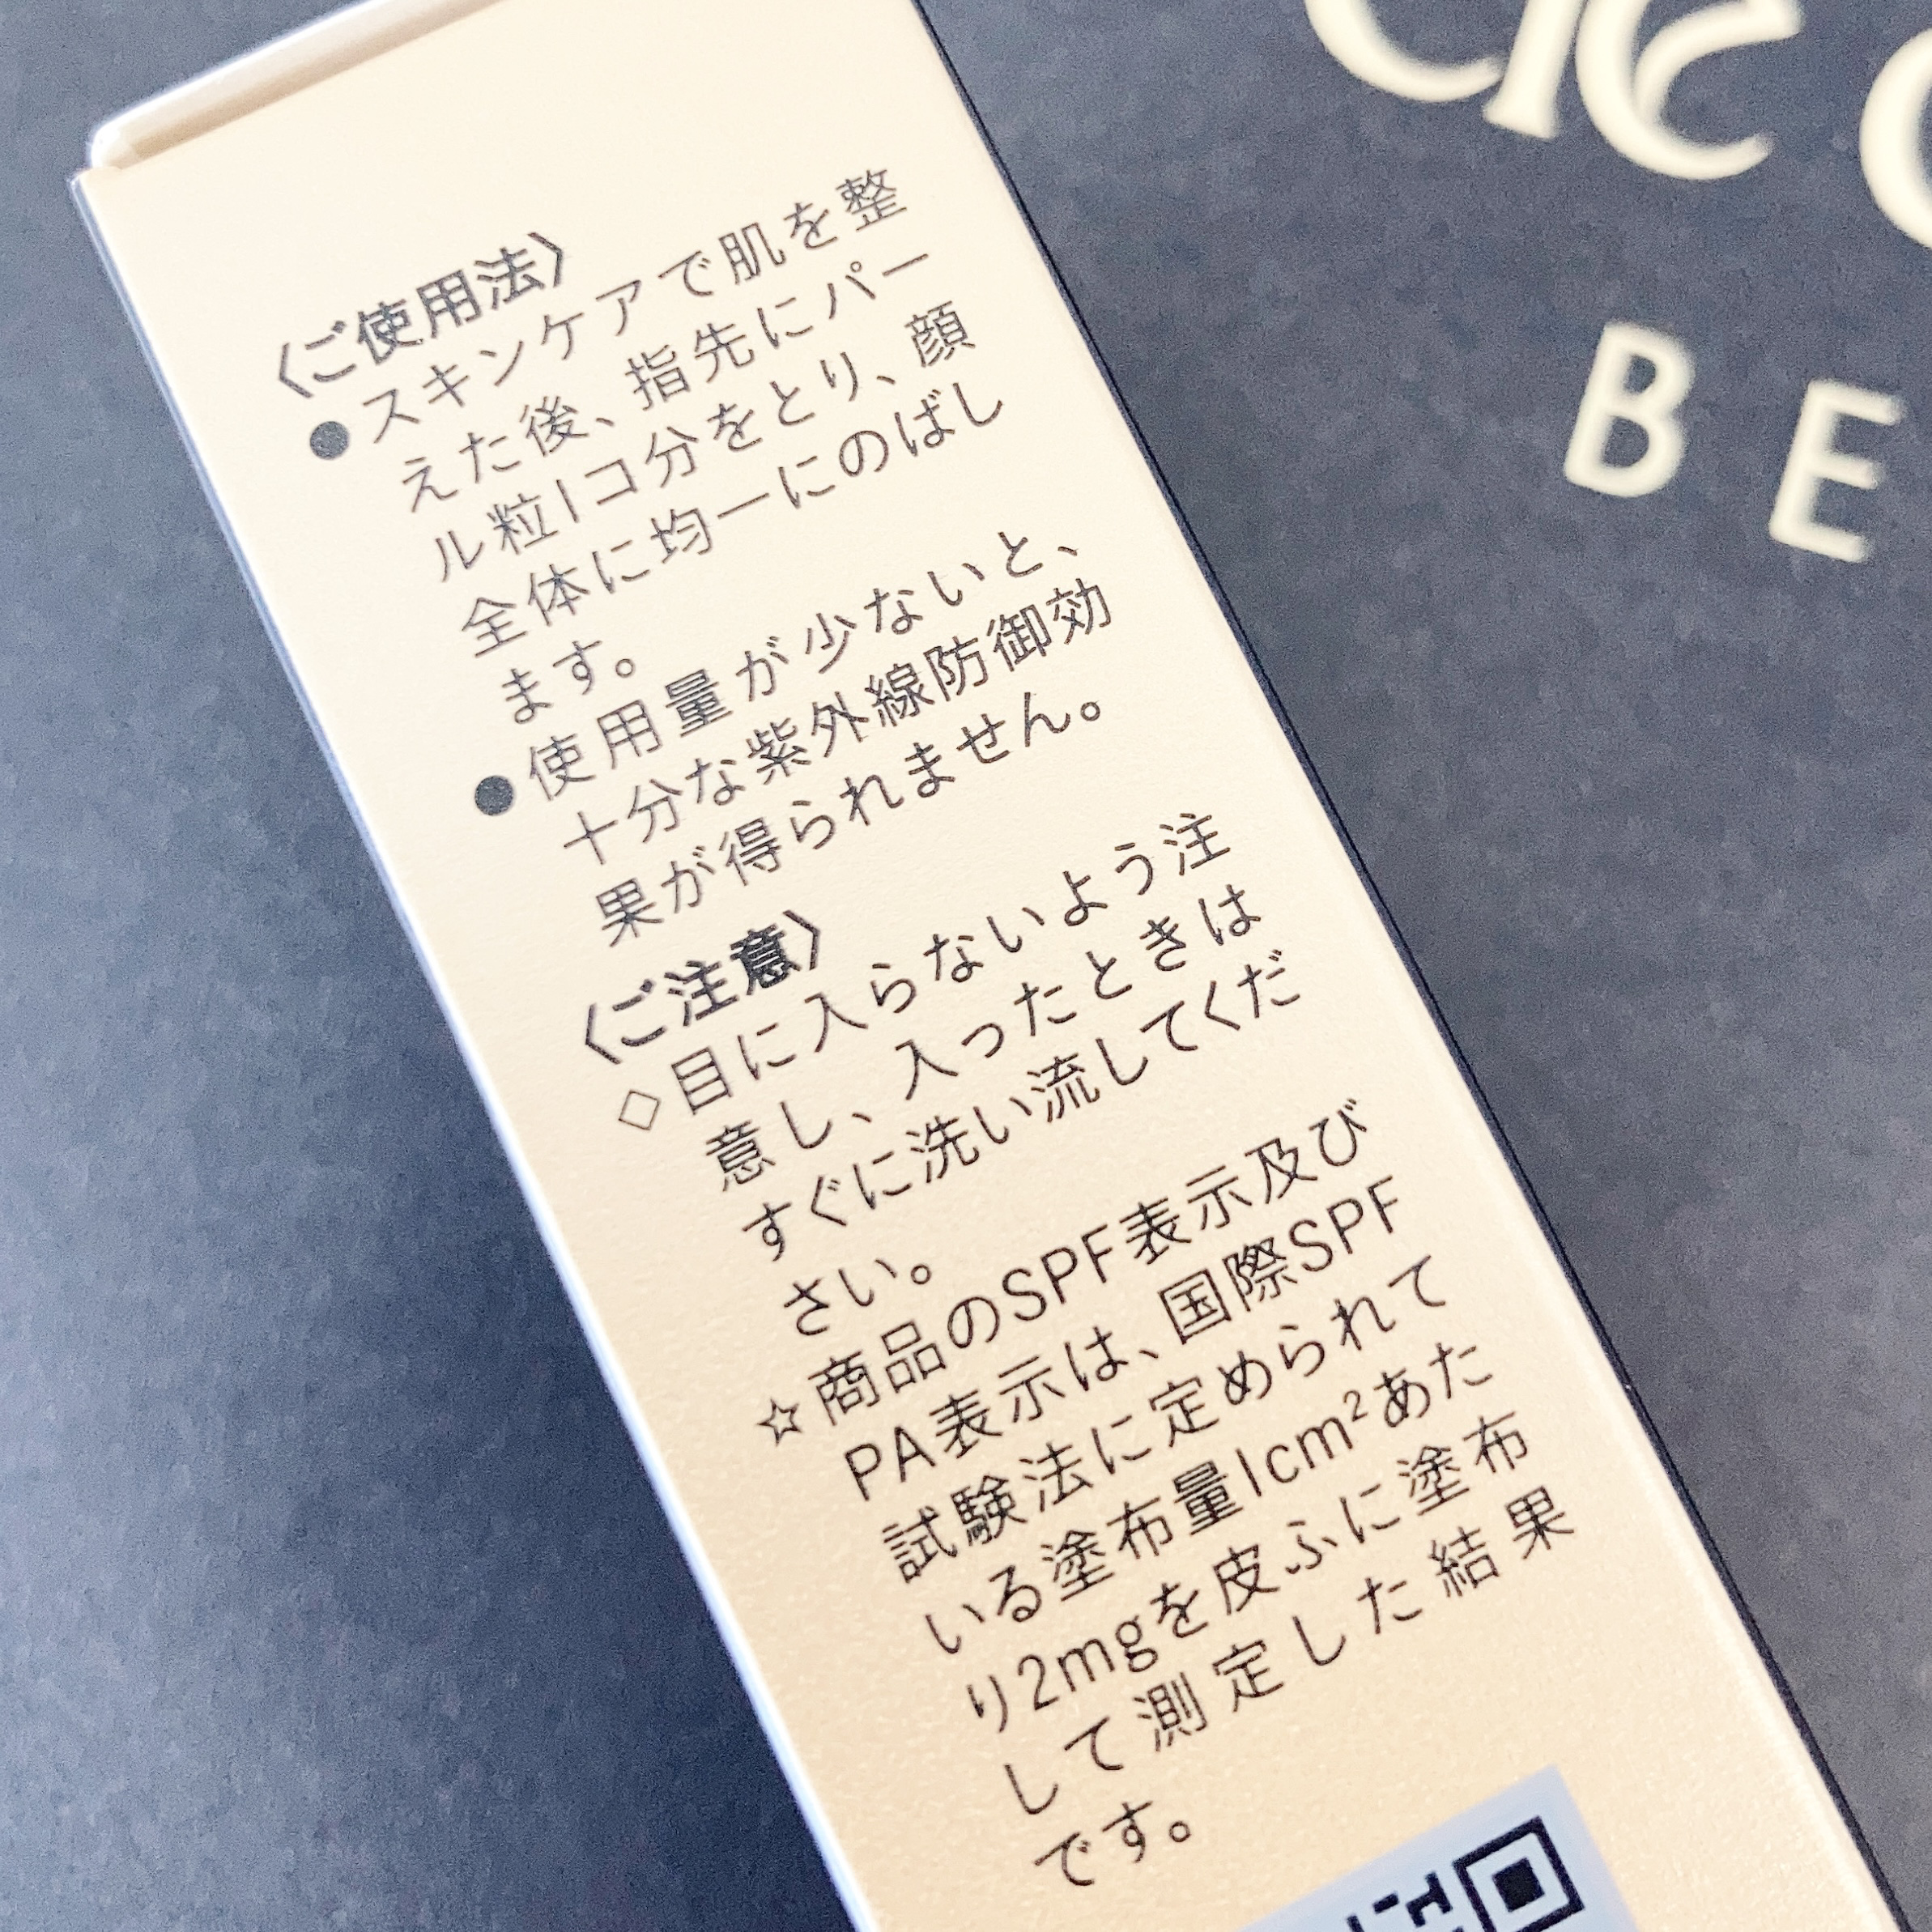 〈ご使用法〉
●スキンケアで肌を整
えた後、指先にパー
ル粒1コ分をとり、顔
全体に均一にのばし
ます。
●使用量が少ないと、
十分な紫外線防御効
果が得られません。
〈ご注意〉
◇目に入らないよう注
意し、入ったときは
すぐに洗い流してくだ
さい。
☆商品のSPF表示及び
PA表示は、国際SPF
試験法に定められて
いる塗布量1cm²あた
り2mgを皮ふに塗布
して測定した結果
です。
BE